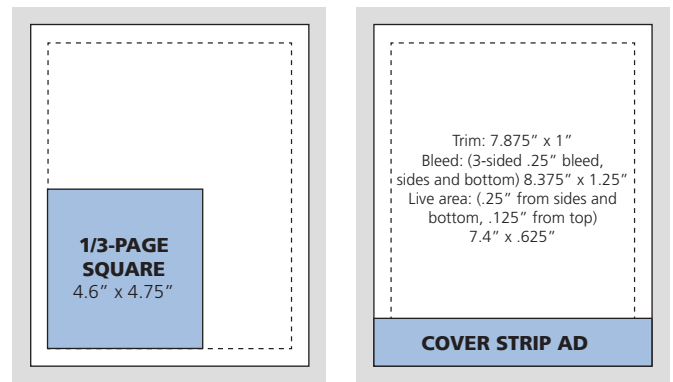 1/3-PAGE
SQUARE
4.6” x 4.75”
Trim: 7.875” x 1”
Bleed: (3-sided .25” bleed,
sides and bottom) 8.375” x 1.25”
Live area: (.25” from sides and
bottom, .125” from top)
7.4” x .625”
COVER STRIP AD